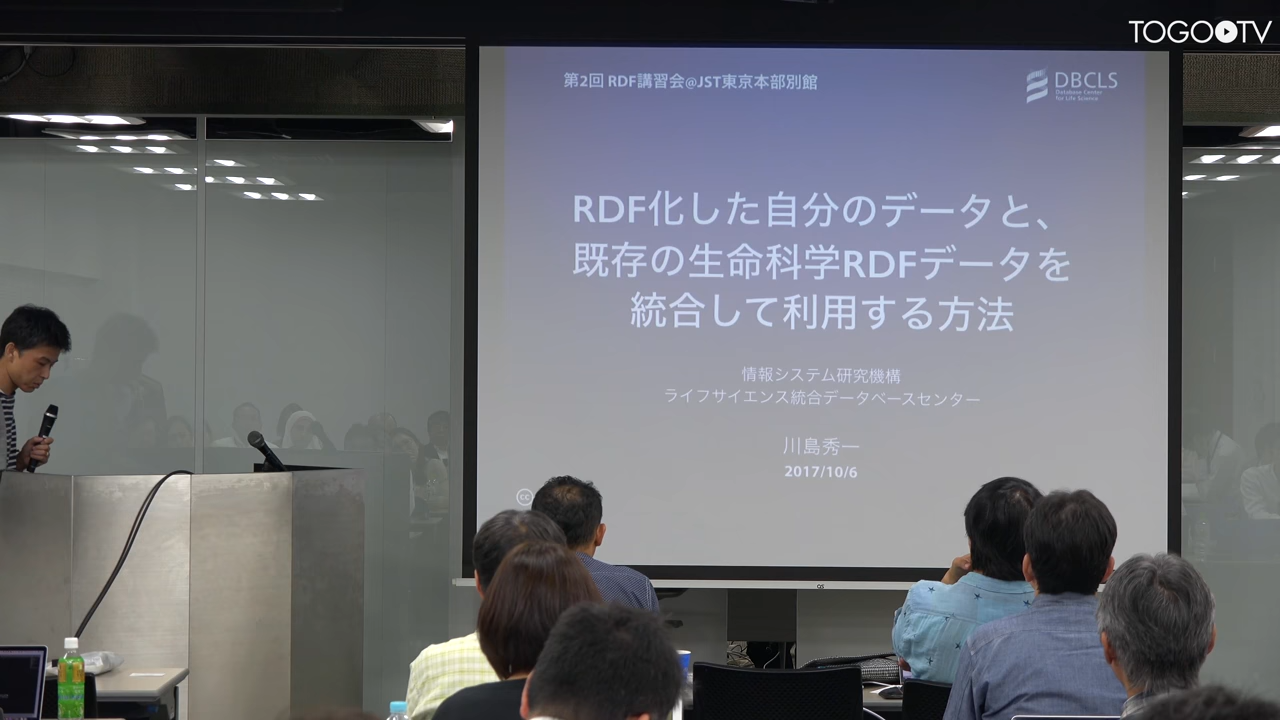 TOGO TV
第2回 RDF講習会@JST東京本部別館
DBCLS
Database Center
for Life Science
RDF化した自分のデータと、
既存の生命科学RDFデータを
統合して利用する方法
情報システム研究機構
ライフサイエンス統合データベースセンター
川島秀一
2017/10/6
cc
OS